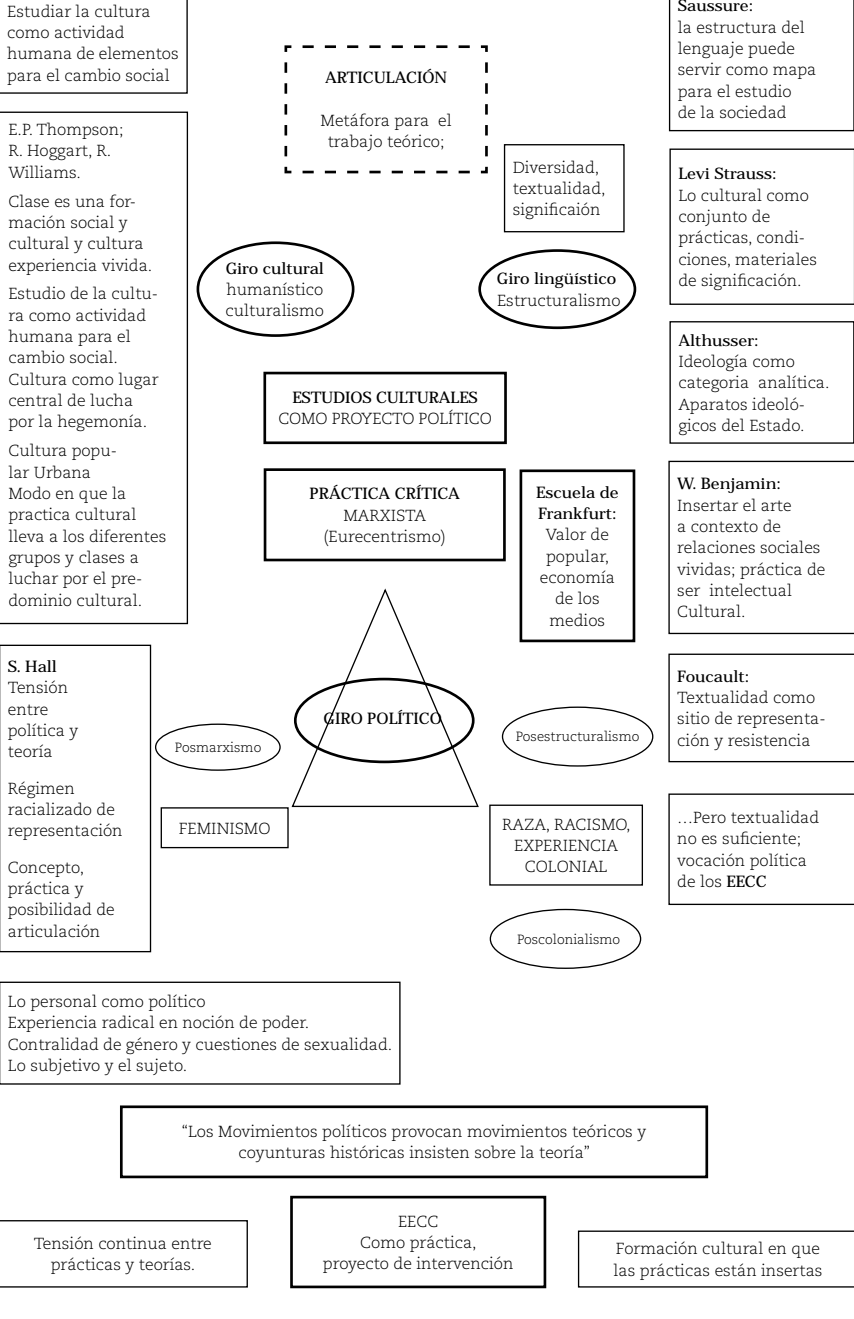 Estudiar la cultura
como actividad
humana de elementos
para el cambio social
ARTICULACIÓN
Metáfora para el
trabajo teórico;
Saussure:
la estructura del
lenguaje puede
servir como mapa
para el estudio
de la sociedad
E.P. Thompson;
R. Hoggart, R.
Williams.
Clase es una for-
mación social y
cultural y cultura
experiencia vivida.
Estudio de la cultu-
ra como actividad
humana para el
cambio social.
Cultura como lugar
central de lucha
por la hegemonía.
Cultura popu-
lar Urbana
Modo en que la
practica cultural
lleva a los diferentes
grupos y clases a
luchar por el pre-
dominio cultural.
Diversidad,
textualidad,
significaión
Levi Strauss:
Lo cultural como
conjunto de
prácticas, condi-
ciones, materiales
de significación.
Giro cultural
humanístico
culturalismo
Giro lingüístico
Estructuralismo
Althusser:
Ideología como
categoria analítica.
Aparatos ideoló-
gicos del Estado.
ESTUDIOS CULTURALES
COMO PROYECTO POLÍTICO
PRÁCTICA CRÍTICA
MARXISTA
(Eurecentrismo)
Escuela de
Frankfurt:
Valor de
popular,
economía
de los
medios
W. Benjamin:
Insertar el arte
a contexto de
relaciones sociales
vividas; práctica de
ser intelectual
Cultural.
S. Hall
Tensión
entre
política y
teoría
Régimen
racializado de
representación
Concepto,
práctica y
posibilidad de
articulación
Posmarxismo
GIRO POLÍTICO
Posestructuralismo
Foucault:
Textualidad como
sitio de representa-
ción y resistencia
FEMINISMO
RAZA, RACISMO,
EXPERIENCIA
COLONIAL
…Pero textualidad
no es suficiente;
vocación política
de los EECC
Poscolonialismo
Lo personal como político
Experiencia radical en noción de poder.
Contralidad de género y cuestiones de sexualidad.
Lo subjetivo y el sujeto.
“Los Movimientos políticos provocan movimientos teóricos y
coyunturas históricas insisten sobre la teoría”
Tensión continua entre
prácticas y teorías.
EECC
Como práctica,
proyecto de intervención
Formación cultural en que
las prácticas están insertas